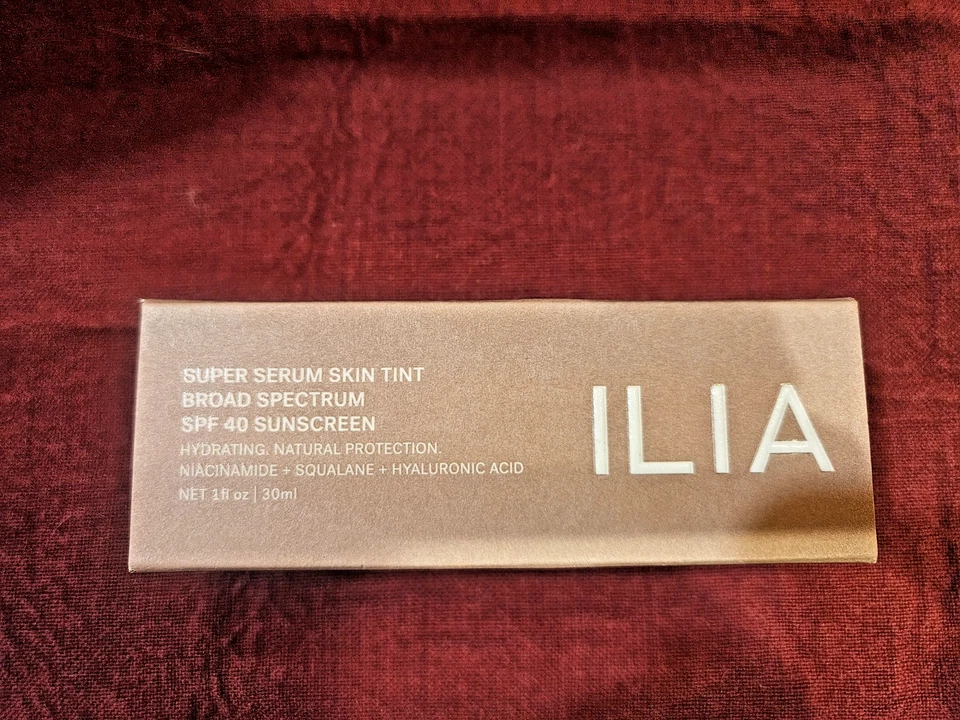 SUPER SERUM SKIN TINT
BROAD SPECTRUM
SPF 40 SUNSCREEN
HYDRATING. NATURAL PROTECTION.
NIACINAMIDE + SQUALANE + HYALURONIC ACID
NET 1fl oz | 30ml
ILIA